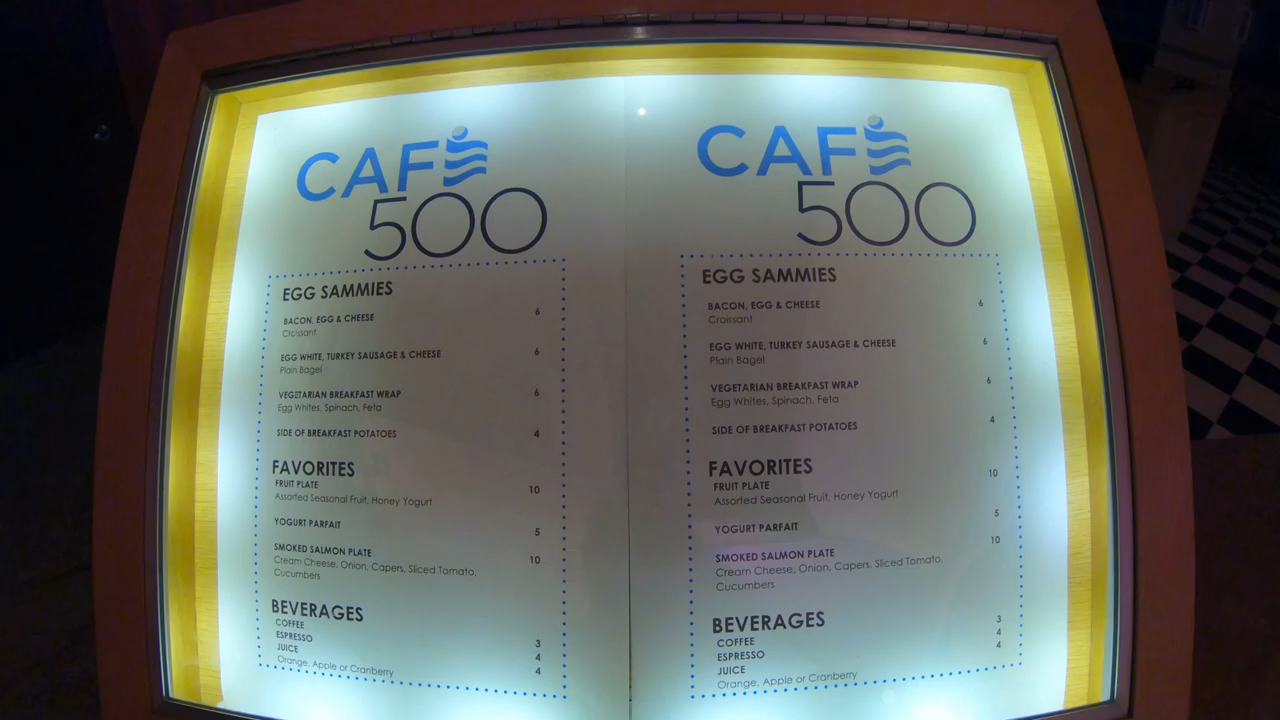 CAFE
500
EGG SAMMIES
BACON, EGG & CHEESE 6
Croissant
EGG WHITE, TURKEY SAUSAGE & CHEESE 6
Plain Bagel
VEGETARIAN BREAKFAST WRAP 6
Egg Whites, Spinach, Feta
SIDE OF BREAKFAST POTATOES 4
FAVORITES
FRUIT PLATE 10
Assorted Seasonal Fruit, Honey Yogurt
YOGURT PARFAIT 5
SMOKED SALMON PLATE 10
Cream Cheese, Onion, Capers, Sliced Tomato,
Cucumbers
BEVERAGES
COFFEE 3
ESPRESSO 4
JUICE 4
Orange, Apple or Cranberry
CAFE
500
EGG SAMMIES
BACON, EGG & CHEESE 6
Croissant
EGG WHITE, TURKEY SAUSAGE & CHEESE 6
Plain Bagel
VEGETARIAN BREAKFAST WRAP 6
Egg Whites, Spinach, Feta
SIDE OF BREAKFAST POTATOES 4
FAVORITES
FRUIT PLATE 10
Assorted Seasonal Fruit, Honey Yogurt
YOGURT PARFAIT 5
SMOKED SALMON PLATE 10
Cream Cheese, Onion, Capers, Sliced Tomato,
Cucumbers
BEVERAGES
COFFEE 3
ESPRESSO 4
JUICE 4
Orange, Apple or Cranberry